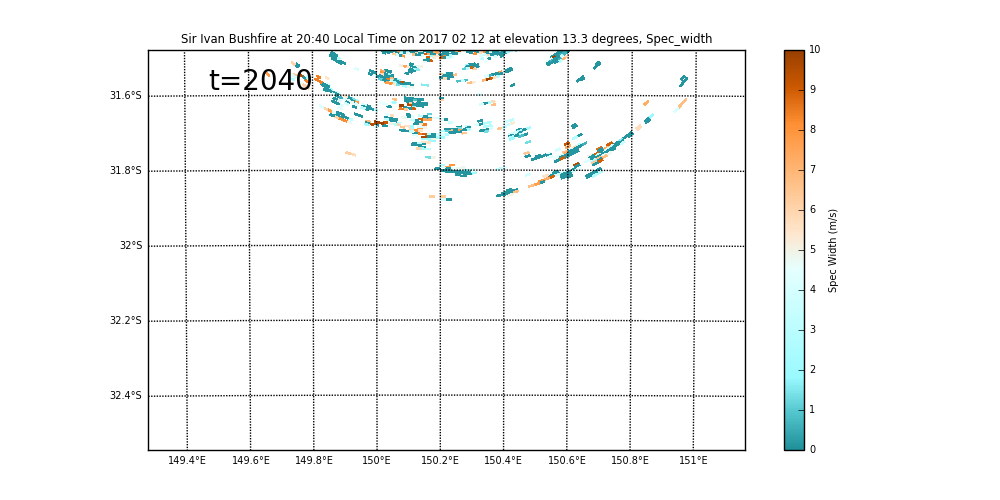 Sir Ivan Bushfire at 20:40 Local Time on 2017 02 12 at elevation 13.3 degrees, Spec_width
t=2040
31.6°S
31.8°S
32°S
32.2°S
32.4°S
149.4°E 149.6°E 149.8°E 150°E 150.2°E 150.4°E 150.6°E 150.8°E 151°E
10
9
8
7
6
5
4
3
2
1
0
Spec Width (m/s)